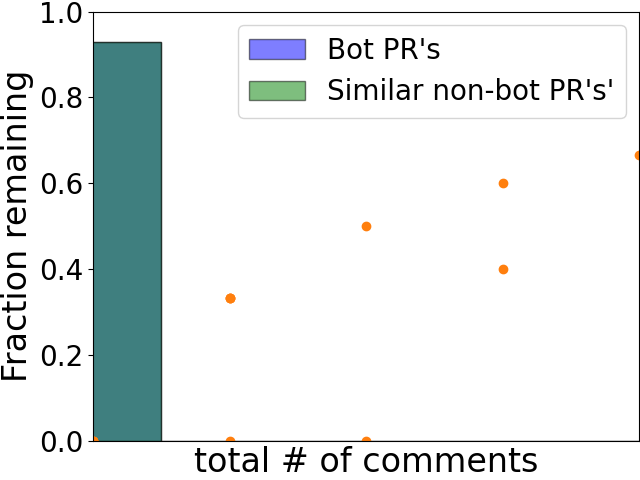 1.0
Bot PR's
Similar non-bot PR's'
0.8
0.6
0.4
0.2
0.0
Fraction remaining
total # of comments